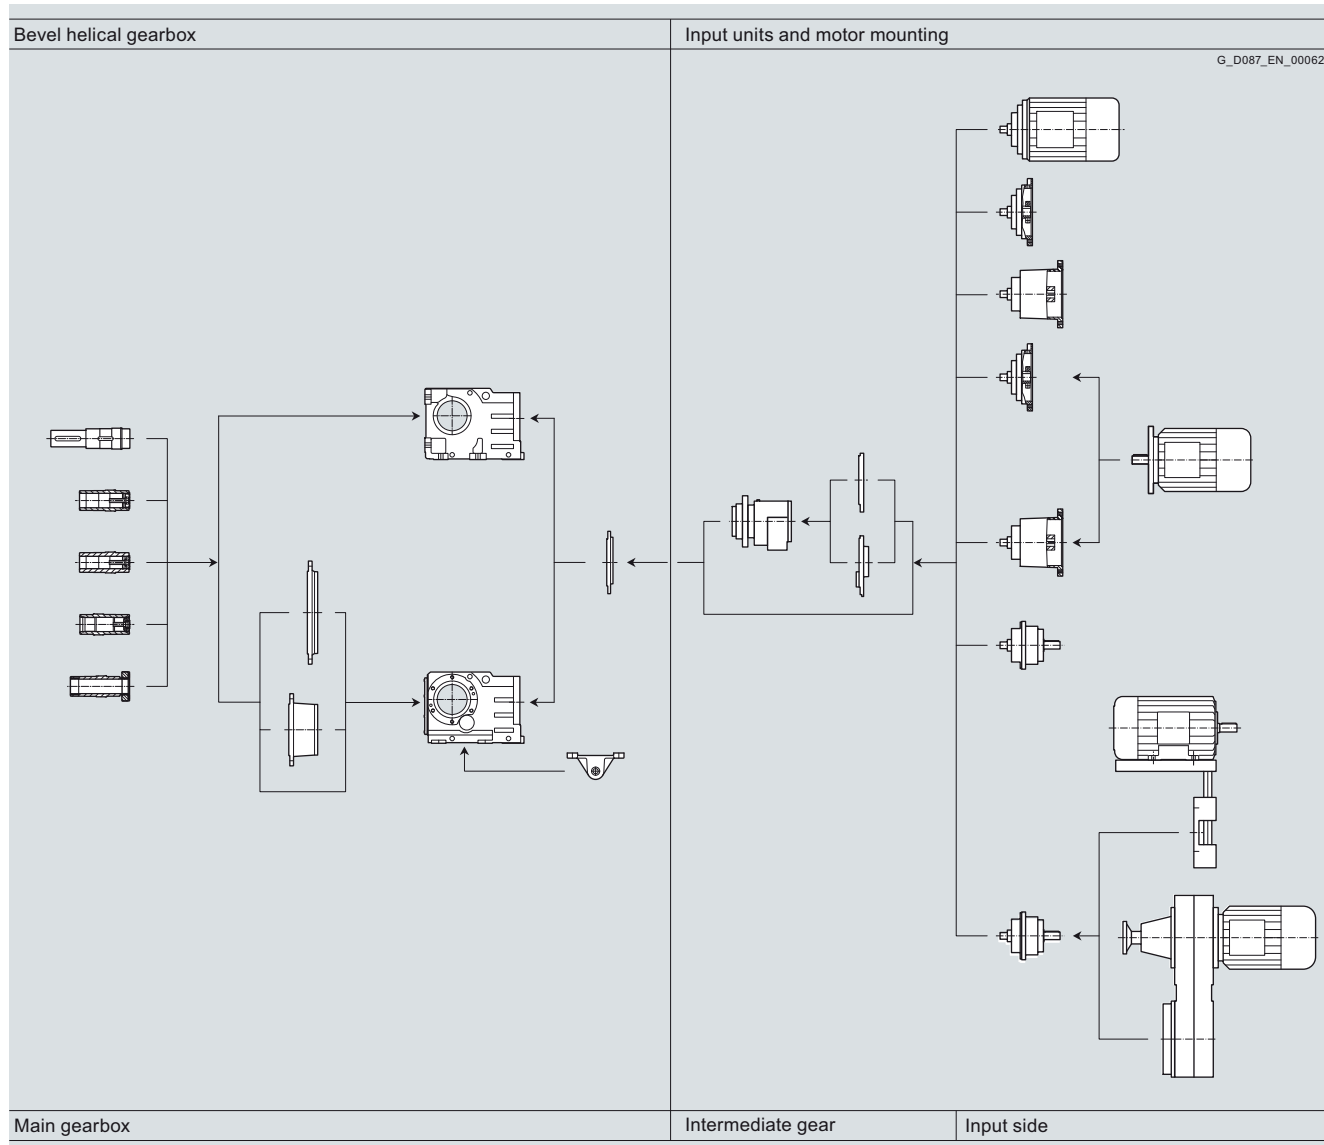 Bevel helical gearbox
Input units and motor mounting
G_D087_EN_00062
Main gearbox
Intermediate gear
Input side